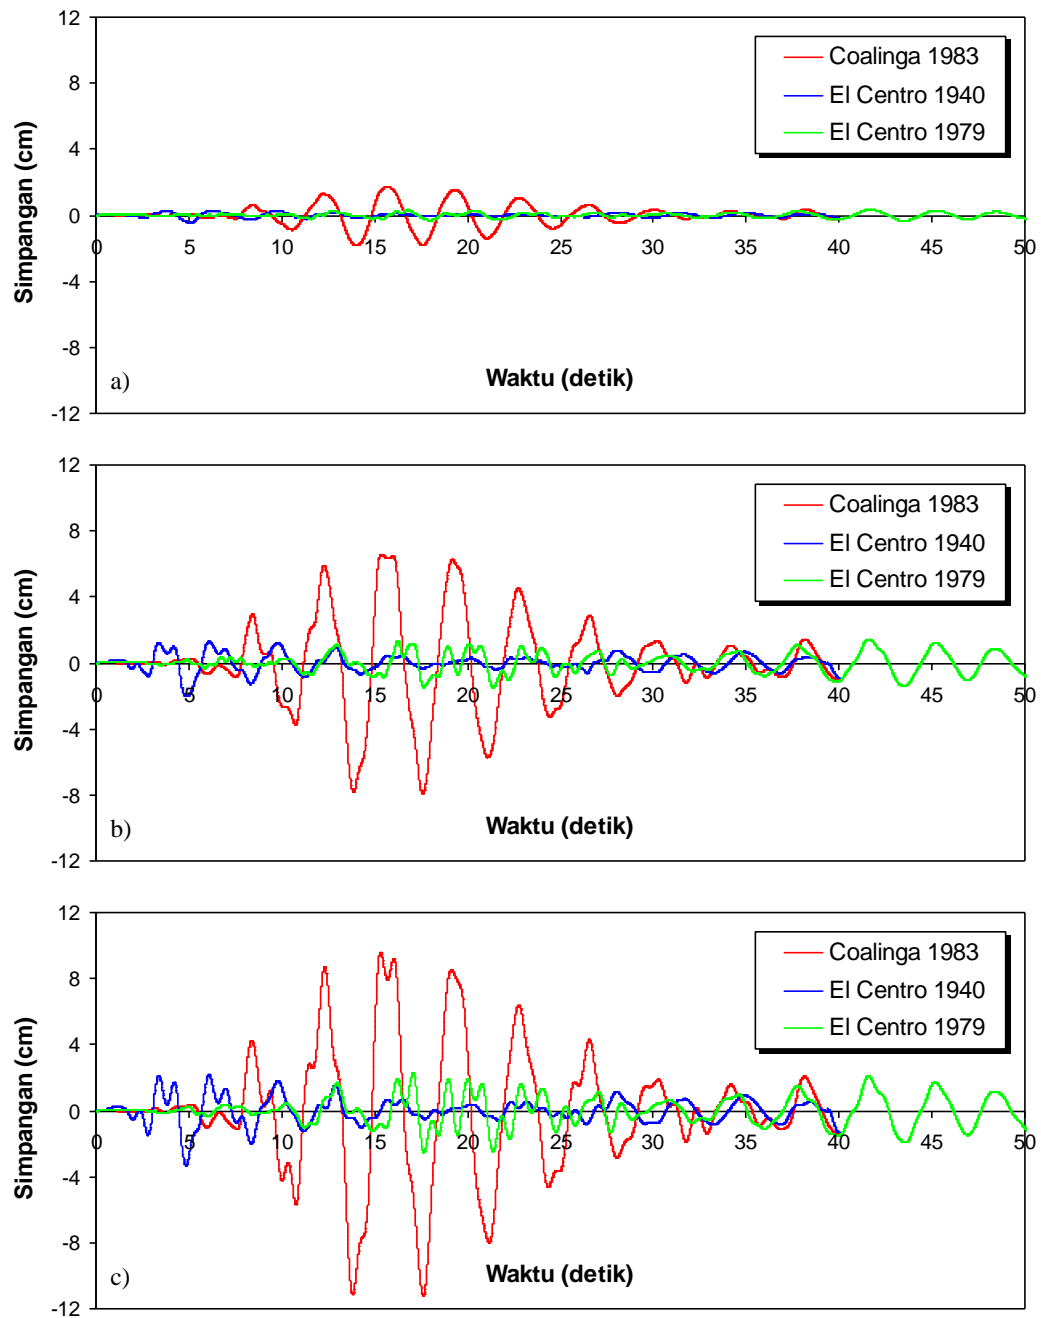 12
Coalinga 1983
8
El Centro 1940
4
El Centro 1979
Simpangan (cm)
0
0 5 10 15 20 25 30 35 40 45 50
-4
-8
a)
Waktu (detik)
-12
12
Coalinga 1983
8
El Centro 1940
4
El Centro 1979
Simpangan (cm)
0
0 5 10 15 20 25 30 35 40 45 50
-4
-8
b)
Waktu (detik)
-12
12
Coalinga 1983
8
El Centro 1940
4
El Centro 1979
Simpangan (cm)
0
0 5 10 15 20 25 30 35 40 45 50
-4
-8
c)
Waktu (detik)
-12